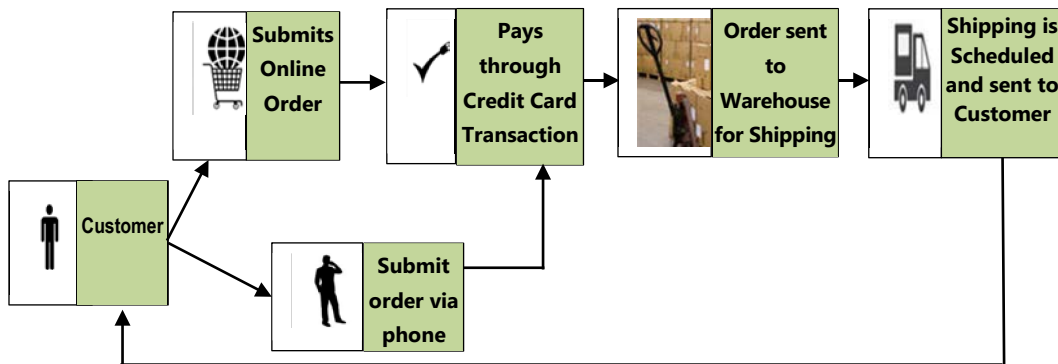 Submits
Online
Order
Pays
through
Credit Card
Transaction
Order sent
to
Warehouse
for Shipping
Shipping is
Scheduled
and sent to
Customer
Customer
Submit
order via
phone